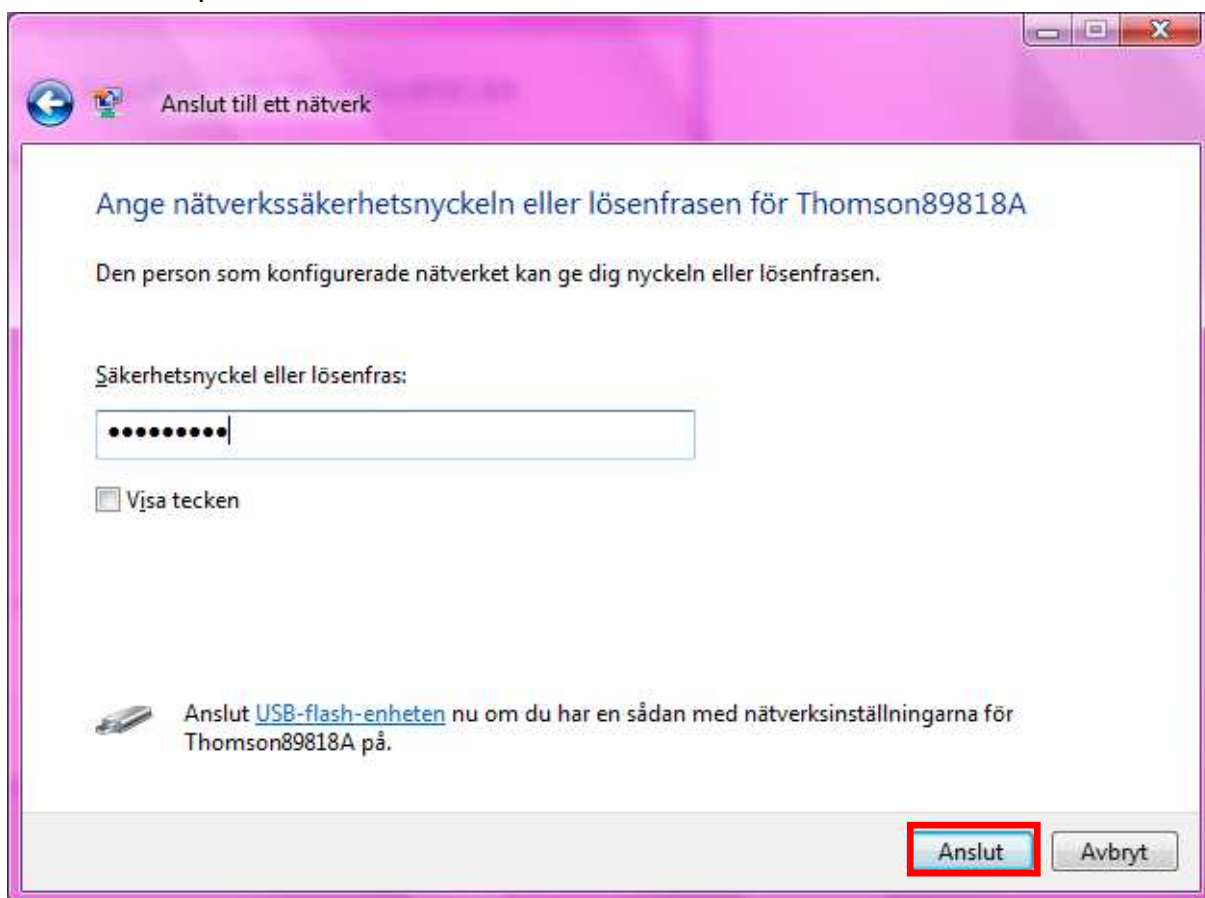 Anslut till ett nätverk
Ange nätverkssäkerhetsnyckeln eller lösenfrasen för Thomson89818A
Den person som konfigurerade nätverket kan ge dig nyckeln eller lösenfrasen.
Säkerhetsnyckel eller lösenfras:
•••••••••
Visa tecken
Anslut USB-flash-enheten nu om du har en sådan med nätverksinställningarna för
Thomson89818A på.
Anslut Avbryt